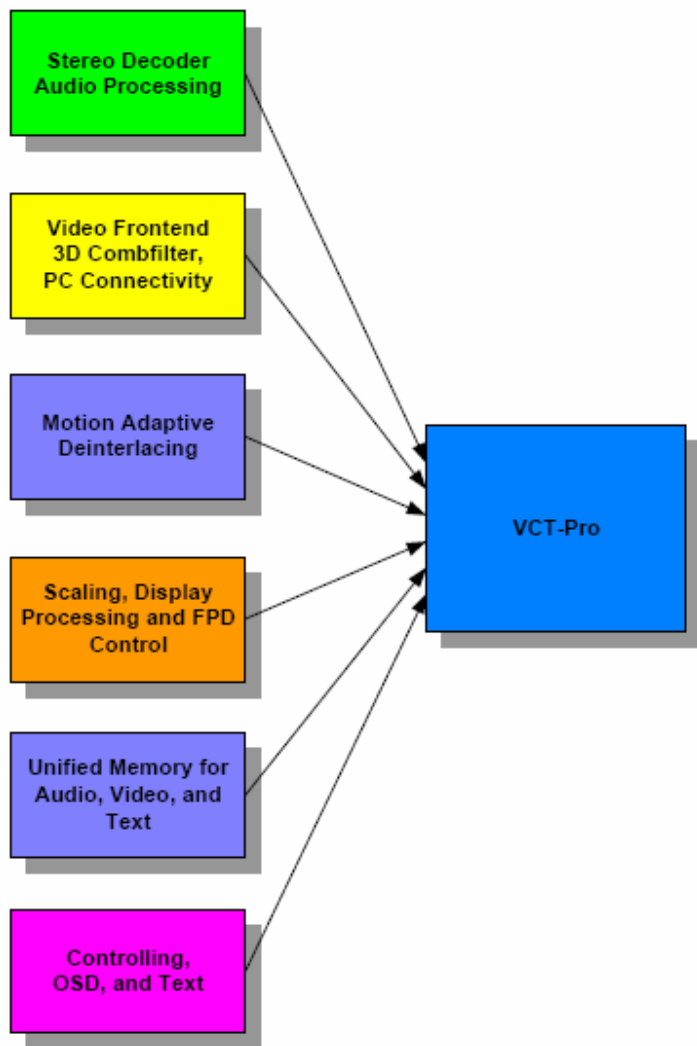 Stereo Decoder
Audio Processing
Video Frontend
3D Combfilter,
PC Connectivity
Motion Adaptive
Deinterlacing
Scaling, Display
Processing and FPD
Control
Unified Memory for
Audio, Video, and
Text
Controlling,
OSD, and Text
VCT-Pro